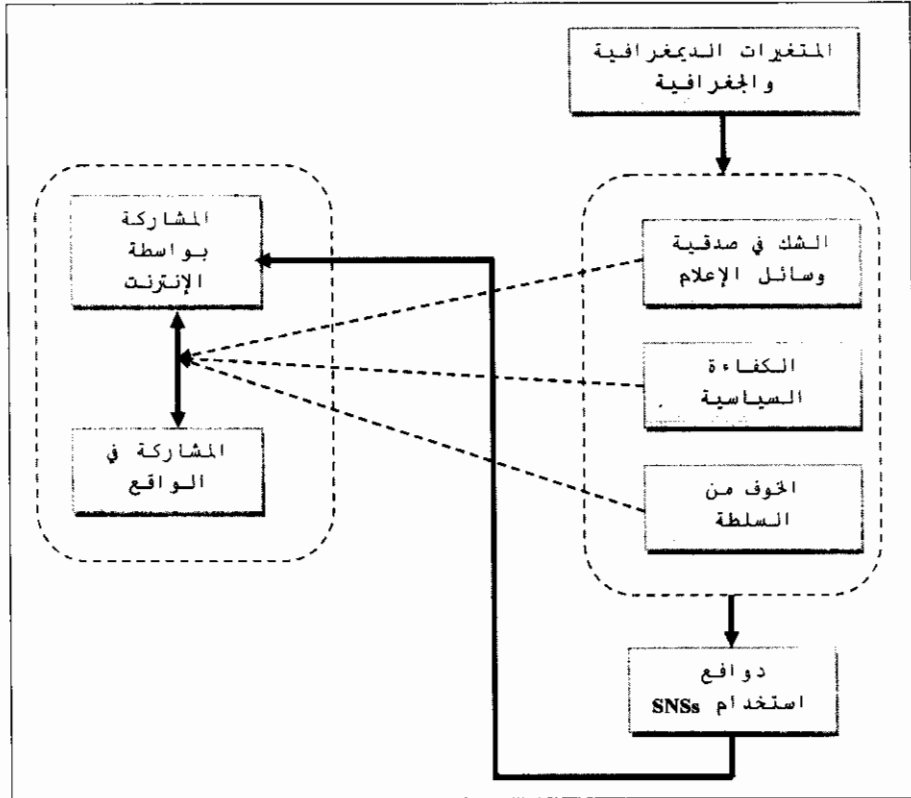 المتغيرات الديمغرافية
والجغرافية
الشك في صدقية
وسائل الإعلام
الكفاءة
السياسية
الخوف من
السلطة
دوافع
استخدام SNSs
المشاركة
بواسطة
الإنترنت
المشاركة في
الواقع